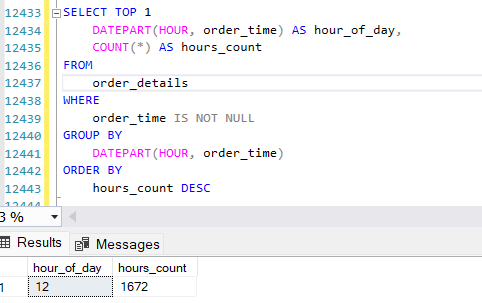 12433 SELECT TOP 1
12434 DATEPART(HOUR, order_time) AS hour_of_day,
12435 COUNT(*) AS hours_count
12436 FROM
12437 order_details
12438 WHERE
12439 order_time IS NOT NULL
12440 GROUP BY
12441 DATEPART(HOUR, order_time)
12442 ORDER BY
12443 hours_count DESC
3 %
Results Messages
hour_of_day hours_count
1 12 1672